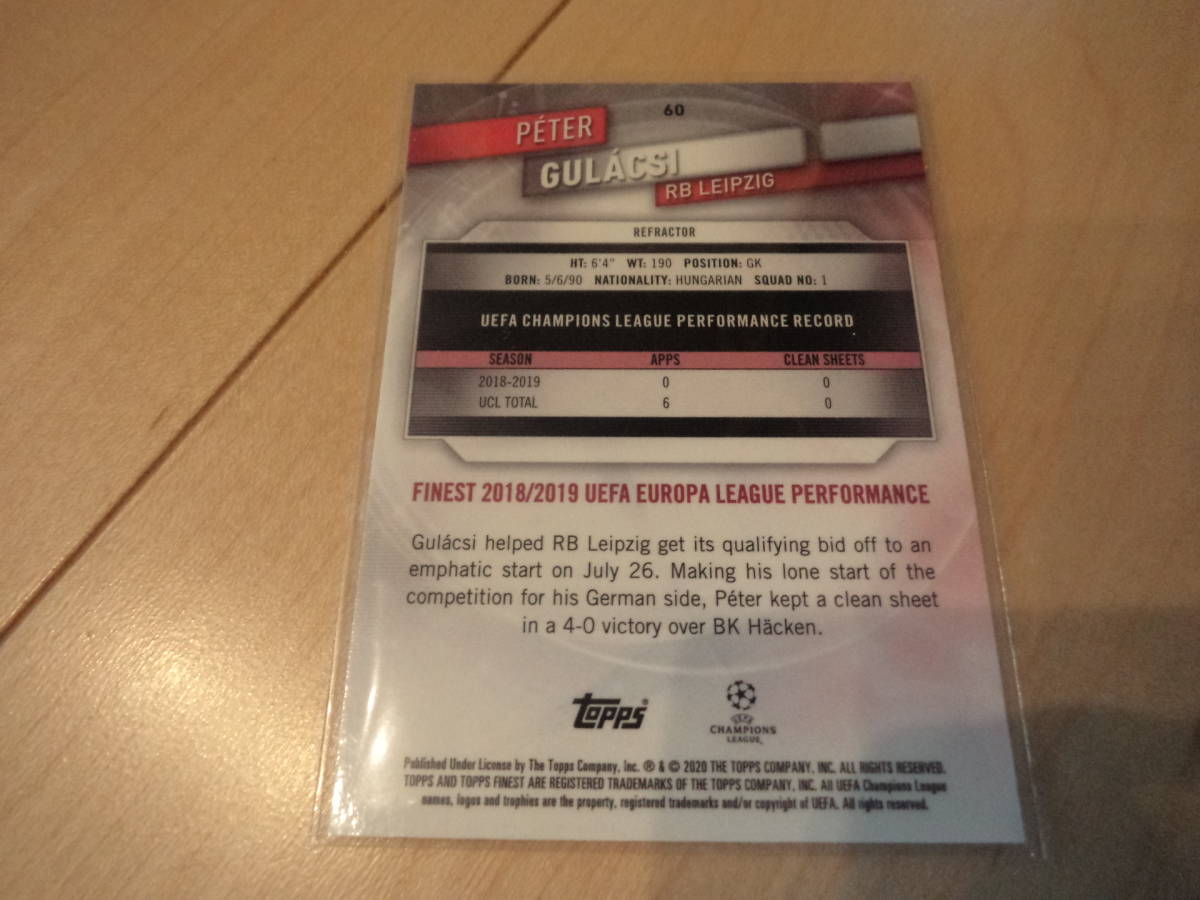 60
PÉTER
GULÁCSI
RB LEIPZIG
REFRACTOR
HT: 6'4" WT: 190 POSITION: GK
BORN: 5/6/90 NATIONALITY: HUNGARIAN SQUAD NO: 1
UEFA CHAMPIONS LEAGUE PERFORMANCE RECORD
SEASON APPS CLEAN SHEETS
2018-2019 0 0
UCL TOTAL 6 0
FINEST 2018/2019 UEFA EUROPA LEAGUE PERFORMANCE
Gulácsi helped RB Leipzig get its qualifying bid off to an
emphatic start on July 26. Making his lone start of the
competition for his German side, Péter kept a clean sheet
in a 4-0 victory over BK Häcken.
topps®
UEFA
CHAMPIONS
LEAGUE
Published Under License by The Topps Company, Inc. ® & © 2020 THE TOPPS COMPANY, INC. ALL RIGHTS RESERVED.
TOPPS AND TOPPS FINEST ARE REGISTERED TRADEMARKS OF THE TOPPS COMPANY, INC. All UEFA Champions League
names, logos and trophies are the property, registered trademarks and/or copyright of UEFA. All rights reserved.